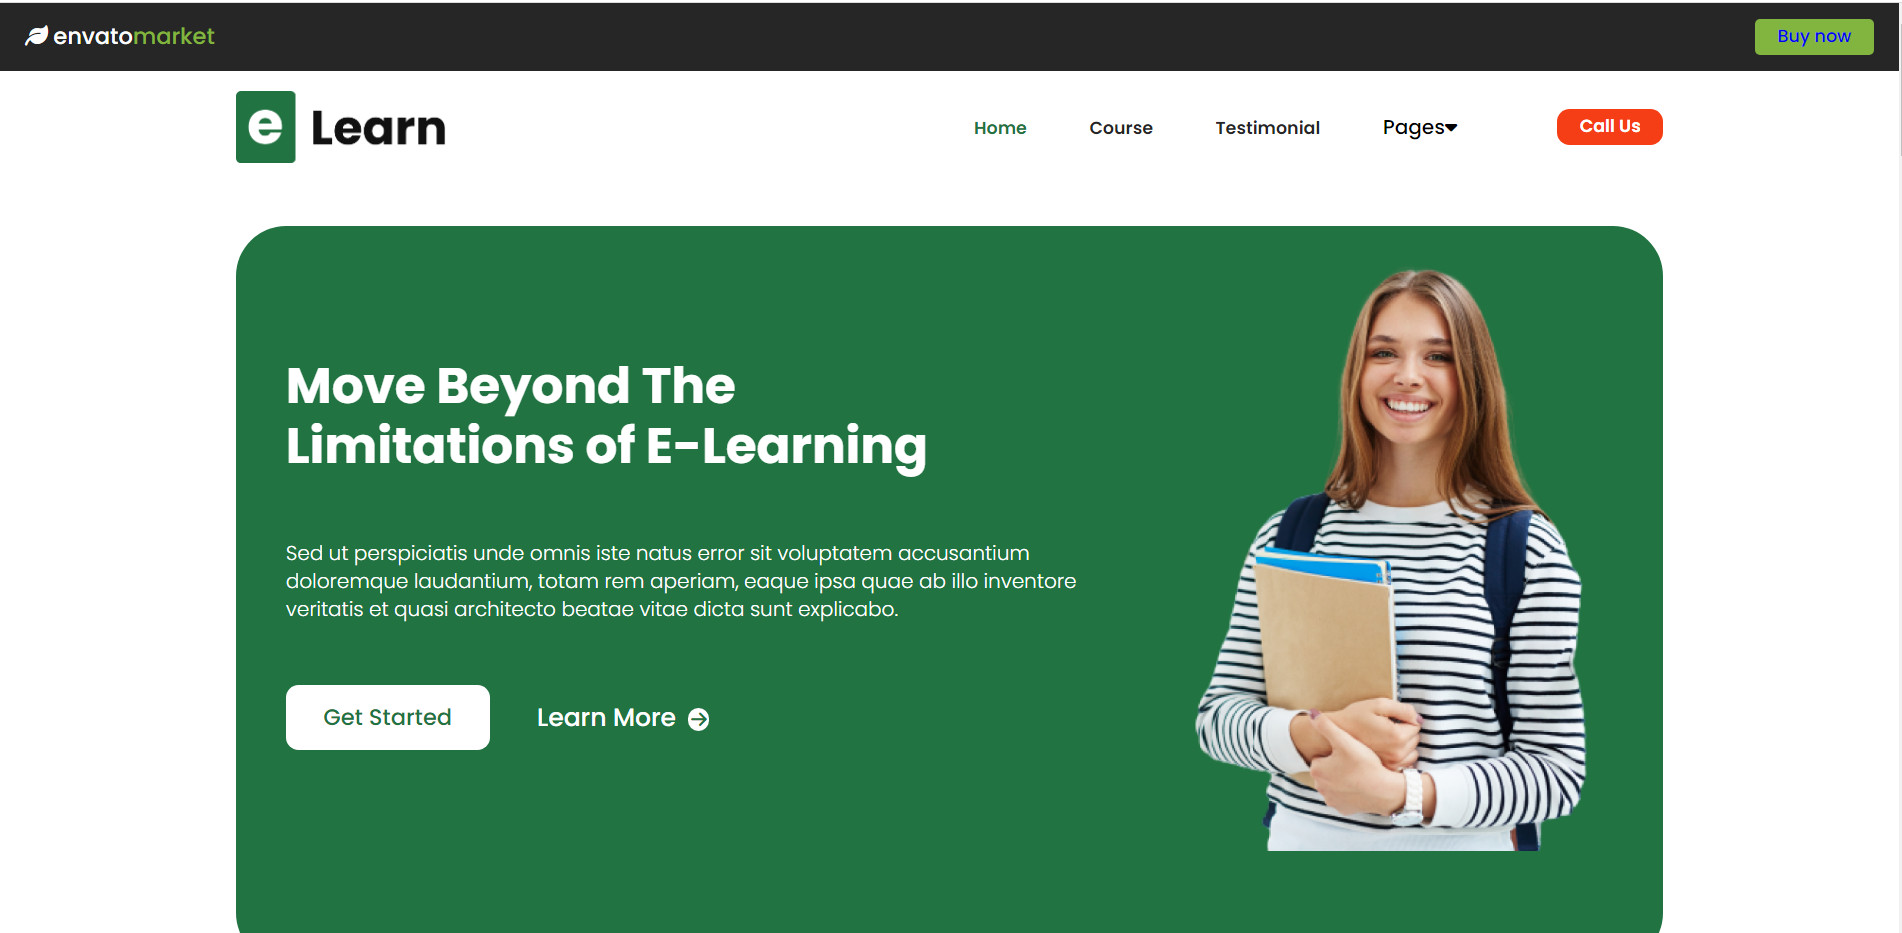 envatomarket
Buy now
e Learn
Home
Course
Testimonial
Pages
Call Us
Move Beyond The
Limitations of E-Learning
Sed ut perspiciatis unde omnis iste natus error sit voluptatem accusantium
doloremque laudantium, totam rem aperiam, eaque ipsa quae ab illo inventore
veritatis et quasi architecto beatae vitae dicta sunt explicabo.
Get Started
Learn More